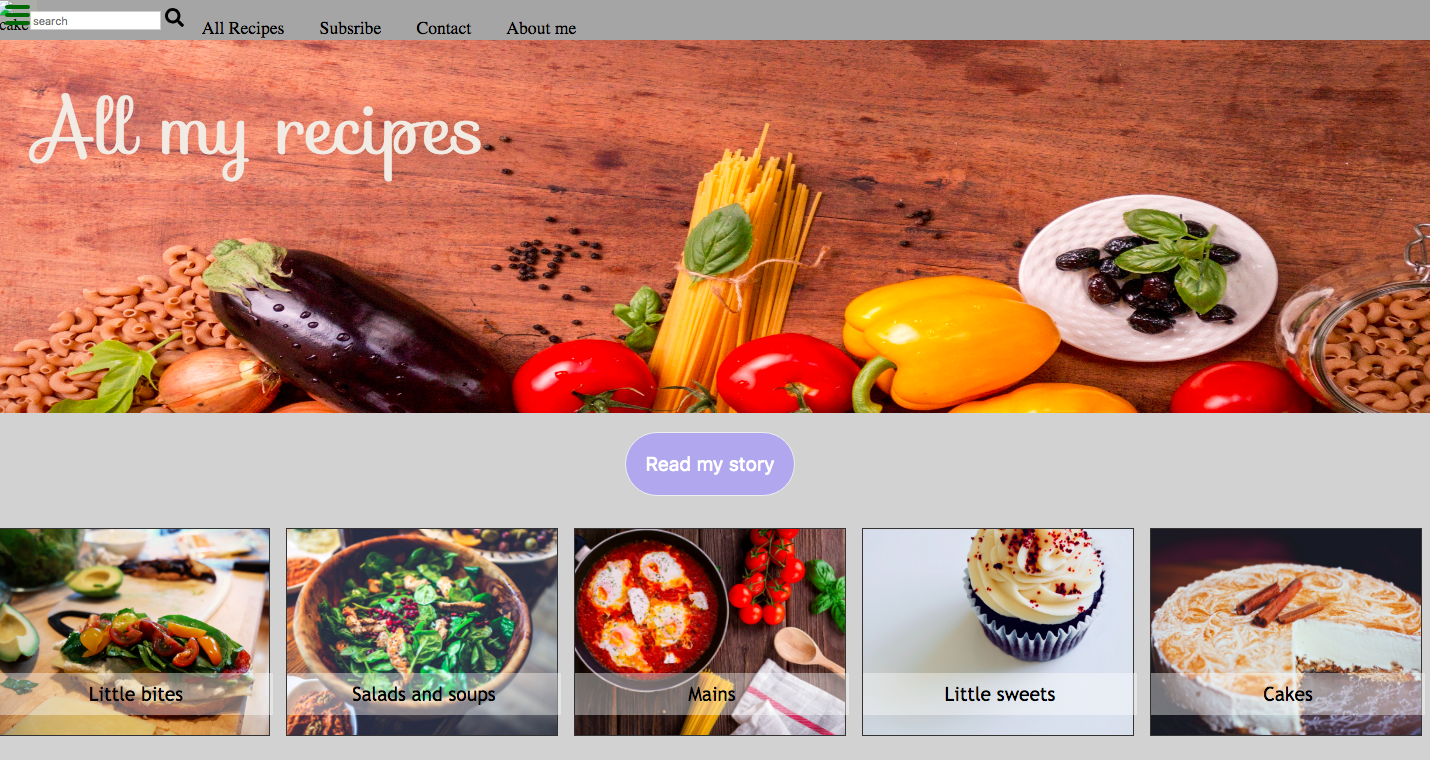 cake
search
All Recipes Subsribe Contact About me
All my recipes
Read my story
Little bites
Salads and soups
Mains
Little sweets
Cakes